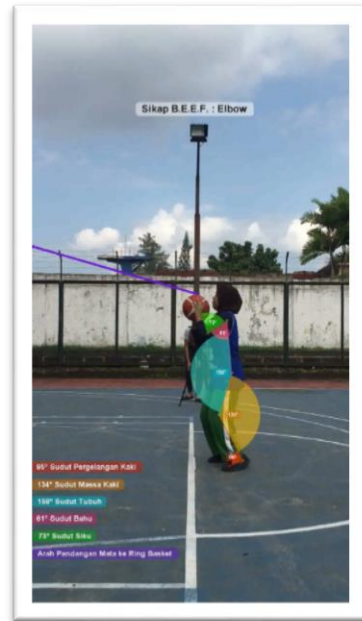 Sikap B.E.E.F. : Elbow
95° Sudut Pergelangan Kaki
134° Sudut Massa Kaki
Sudut Tubuh
61° Sudut Bahu
73° Sudut Siku
Arah Pandangan Mata ke Ring Basket